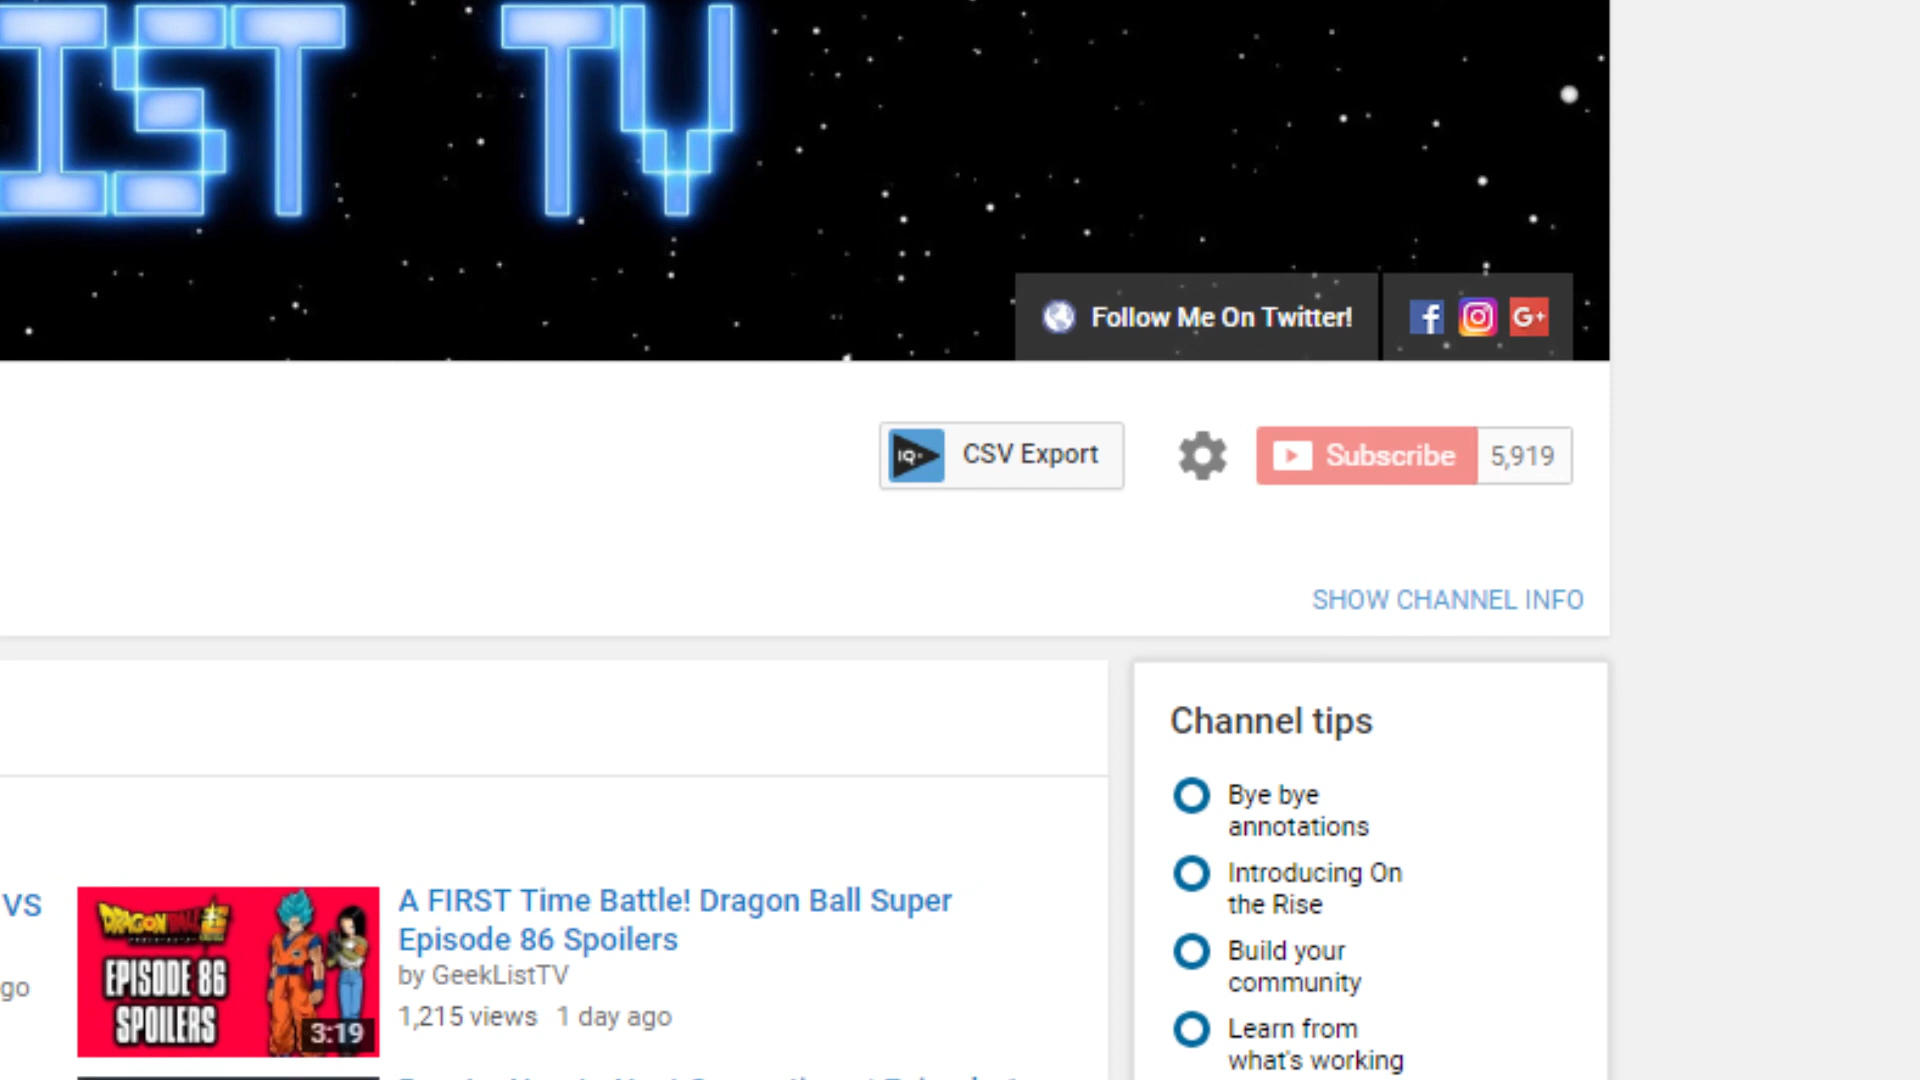 IST TV
Follow Me On Twitter!
f G+
IQ CSV Export
Subscribe 5,919
SHOW CHANNEL INFO
Channel tips
Bye bye
annotations
Introducing On
the Rise
Build your
community
Learn from
what's working
vs
go
DRAGON BALL
EPISODE 86
SPOILERS
3:19
A FIRST Time Battle! Dragon Ball Super
Episode 86 Spoilers
by GeekListTV
1,215 views 1 day ago